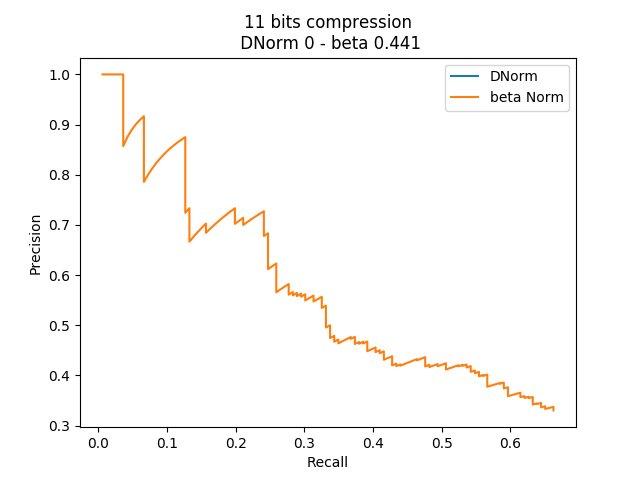 11 bits compression
DNorm 0 - beta 0.441
DNorm
beta Norm
1.0
0.9
0.8
0.7
0.6
0.5
0.4
0.3
Precision
0.0 0.1 0.2 0.3 0.4 0.5 0.6
Recall